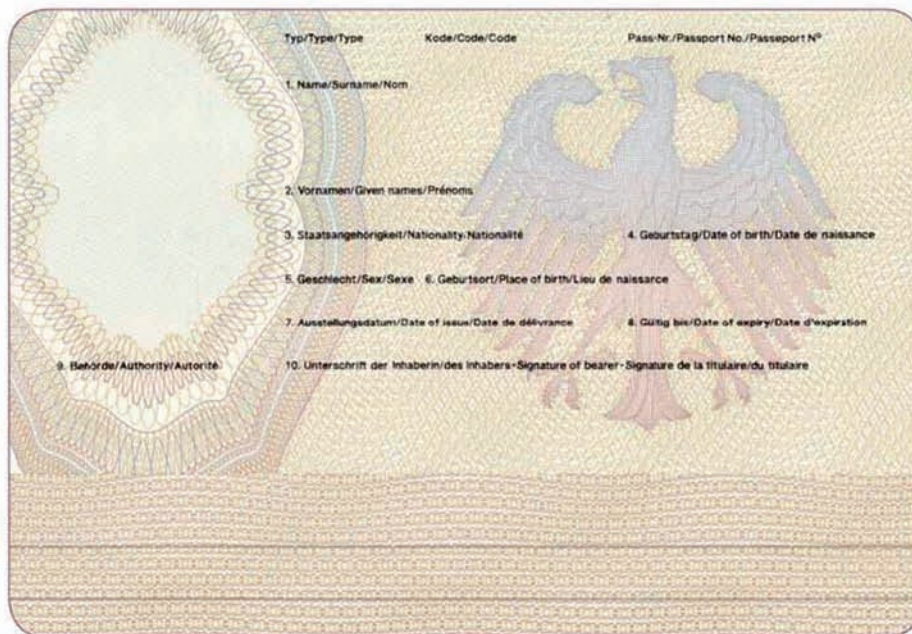 Typ/Type/Type Kode/Code/Code Pass-Nr./Passport No./Passeport Nº
1. Name/Surname/Nom
2. Vornamen/Given names/Prénoms
3. Staatsangehörigkeit/Nationality/Nationalité 4. Geburtstag/Date of birth/Date de naissance
5. Geschlecht/Sex/Sexe 6. Geburtsort/Place of birth/Lieu de naissance
7. Ausstellungsdatum/Date of issue/Date de délivrance 8. Gültig bis/Date of expiry/Date d'expiration
9. Behörde/Authority/Autorité 10. Unterschrift der Inhaberin/des Inhabers-Signature of bearer-Signature de la titulaire/du titulaire